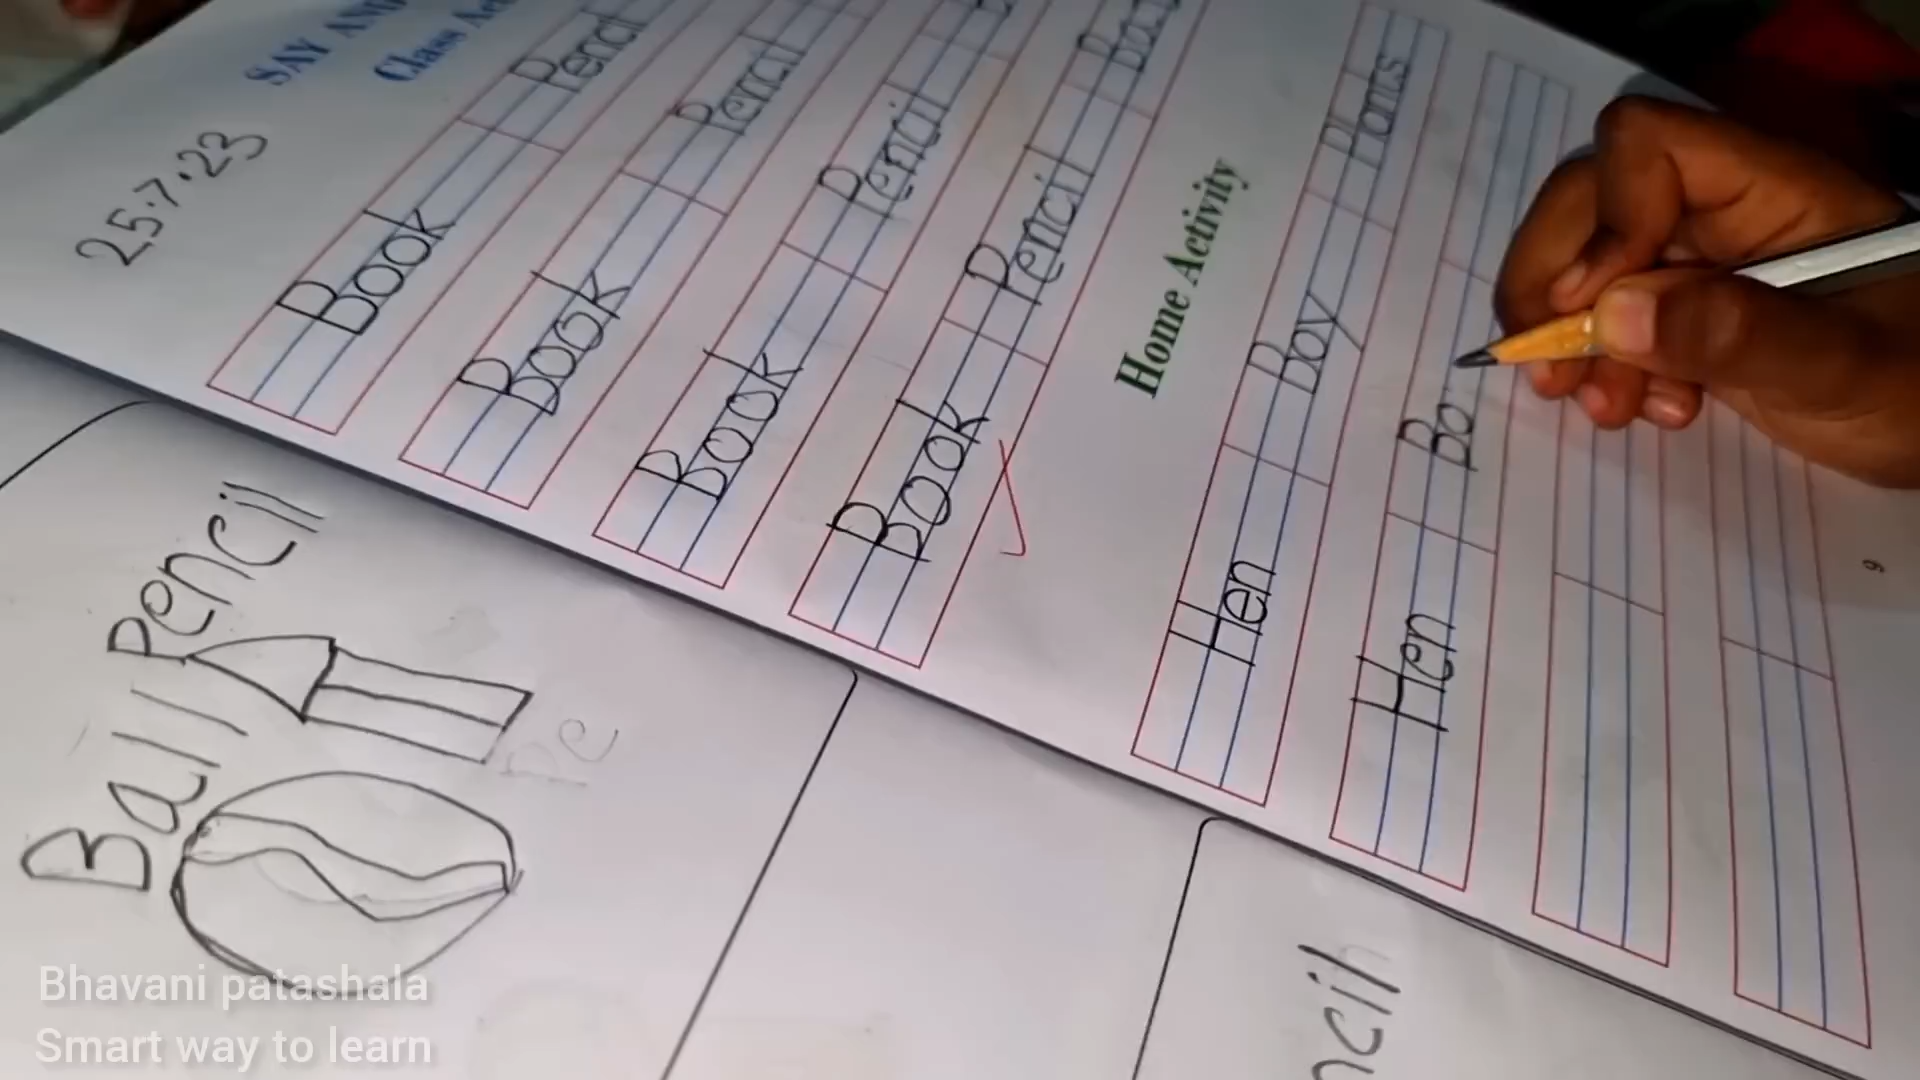 SAY AND
Class Act
25.7.23
Book Pencil
Book Pencil
Book Pencil
Book Pencil
Home Activity
Hen Boy Plants
Hen Bo
9
Ball Pencil
pe
ncil
Bhavani patashala
Smart way to learn